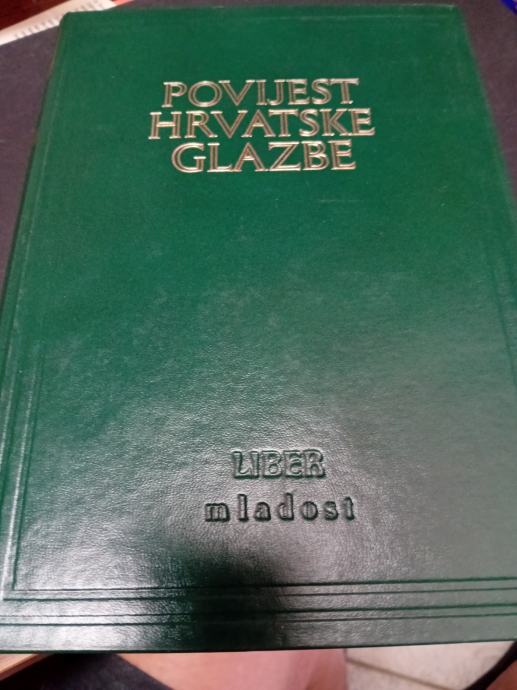 POVIJEST
HRVATSKE
GLAZBE
LIBER
mladost